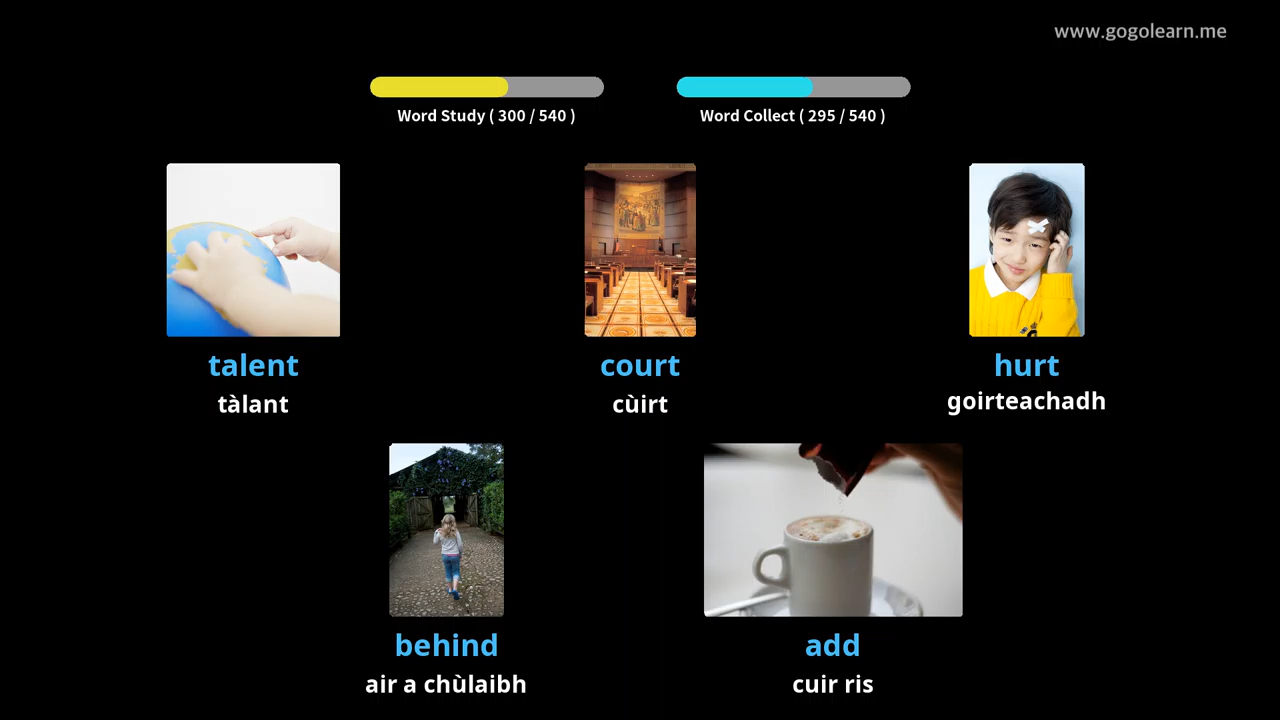 www.gogolearn.me
Word Study ( 300 / 540 )
Word Collect ( 295 / 540 )
talent
tàlant
court
cùirt
hurt
goirteachadh
behind
air a chùlaibh
add
cuir ris